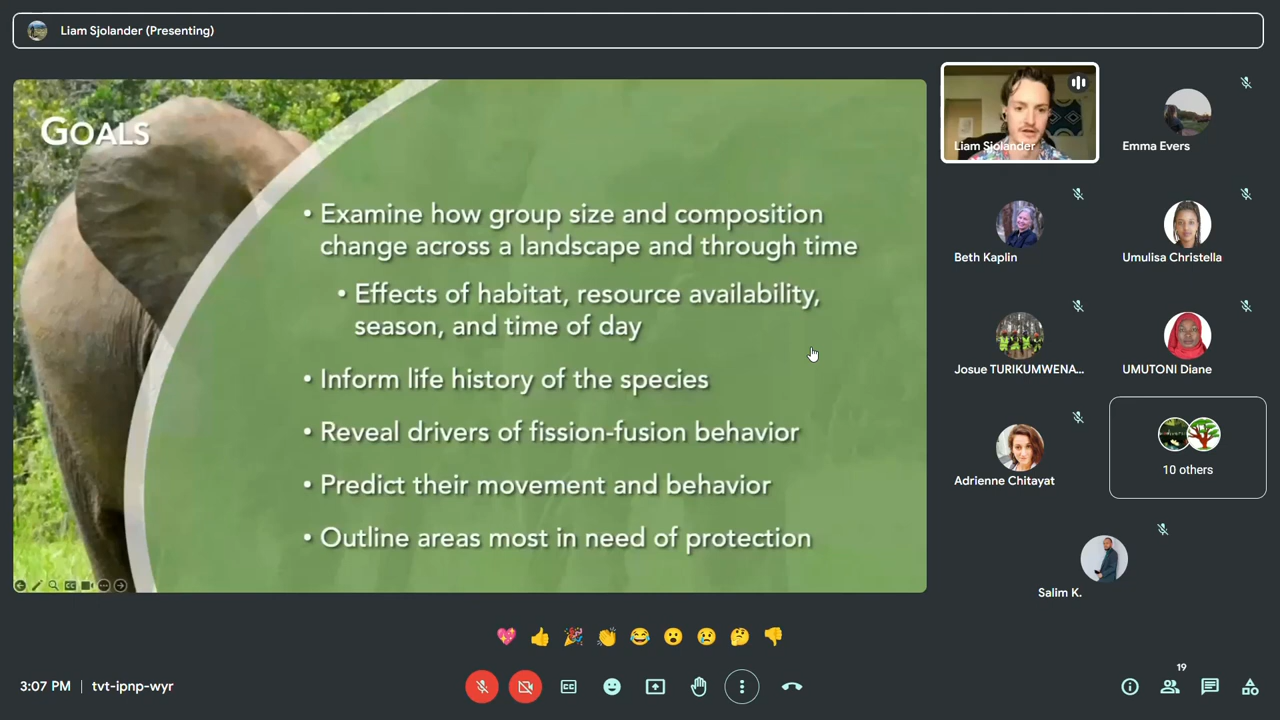 Liam Sjolander (Presenting)
GOALS
• Examine how group size and composition
change across a landscape and through time
• Effects of habitat, resource availability,
season, and time of day
• Inform life history of the species
• Reveal drivers of fission-fusion behavior
• Predict their movement and behavior
• Outline areas most in need of protection
Liam Sjolander
Emma Evers
Beth Kaplin
Umulisa Christella
Josue TURIKUMWENA...
UMUTONI Diane
Adrienne Chitayat
10 others
Salim K.
3:07 PM | tvt-ipnp-wyr
19